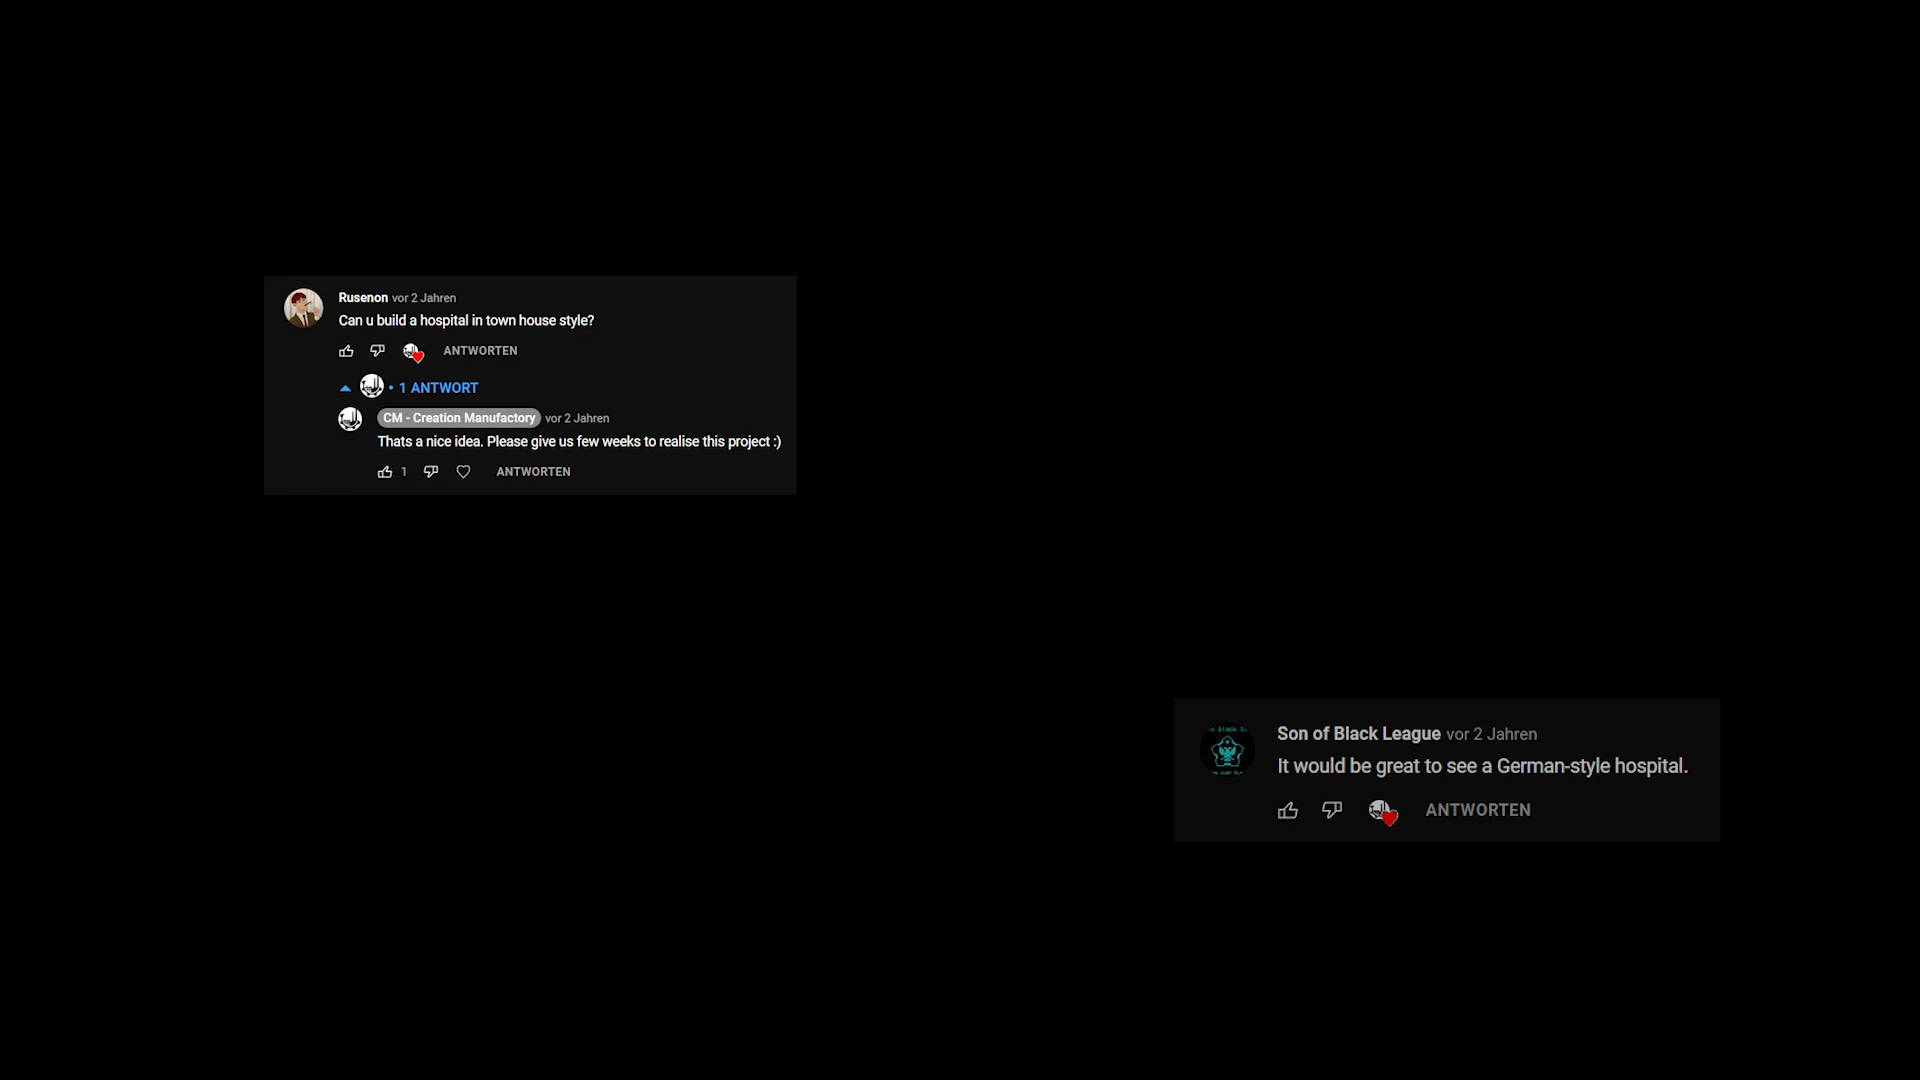 Rusenon vor 2 Jahren
Can u build a hospital in town house style?
ANTWORTEN
• 1 ANTWORT
CM - Creation Manufactory vor 2 Jahren
Thats a nice idea. Please give us few weeks to realise this project :)
1 ANTWORTEN
Son of Black League vor 2 Jahren
It would be great to see a German-style hospital.
ANTWORTEN